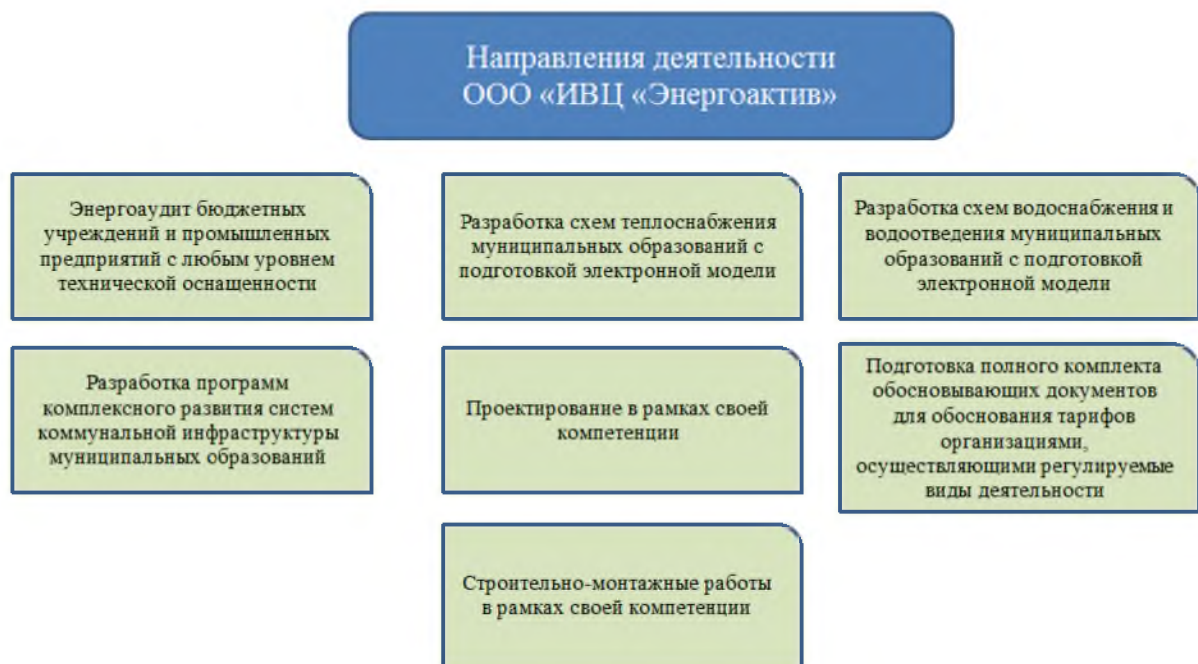 Направления деятельности
ООО «ИВЦ «Энергоактив»
Энергоаудит бюджетных
учреждений и промышленных
предприятий с любым уровнем
технической оснащенности
Разработка схем теплоснабжения
муниципальных образований с
подготовкой электронной модели
Разработка схем водоснабжения и
водоотведения муниципальных
образований с подготовкой
электронной модели
Разработка программ
комплексного развития систем
коммунальной инфраструктуры
муниципальных образований
Проектирование в рамках своей
компетенции
Подготовка полного комплекта
обосновывающих документов
для обоснования тарифов
организациями,
осуществляющими регулируемые
виды деятельности
Строительно-монтажные работы
в рамках своей компетенции